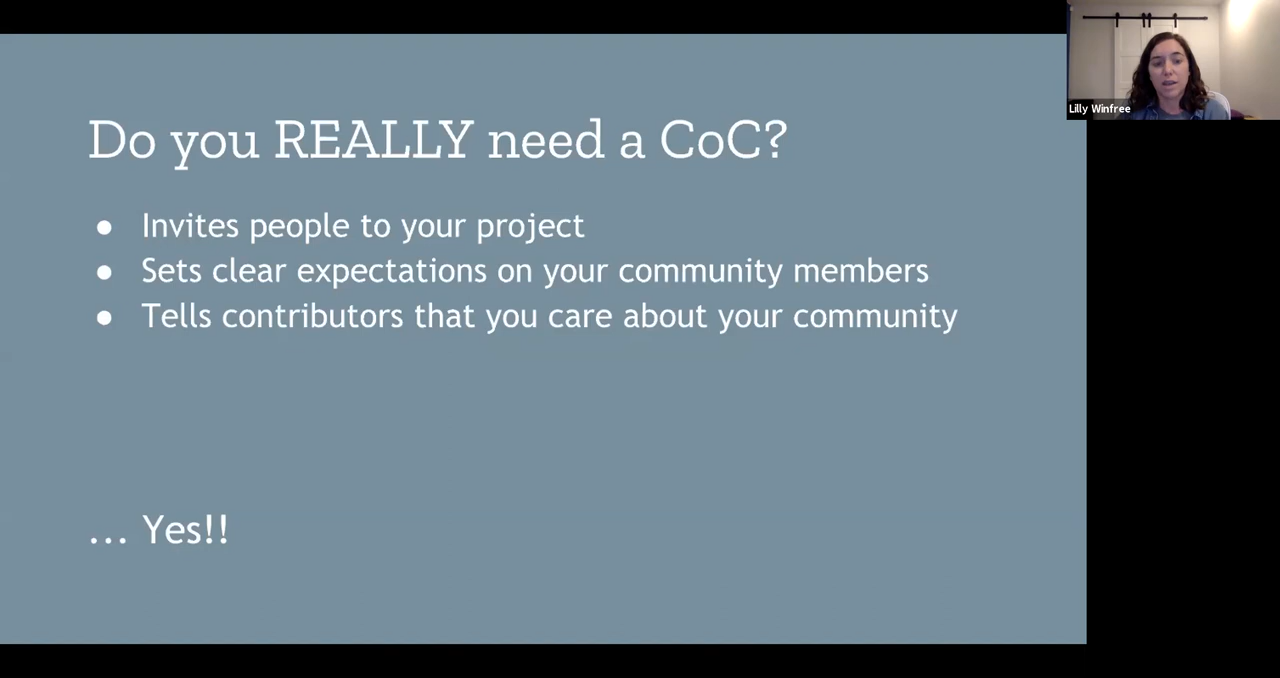 Do you REALLY need a CoC?
● Invites people to your project
● Sets clear expectations on your community members
● Tells contributors that you care about your community
... Yes!!
Lilly Winfree